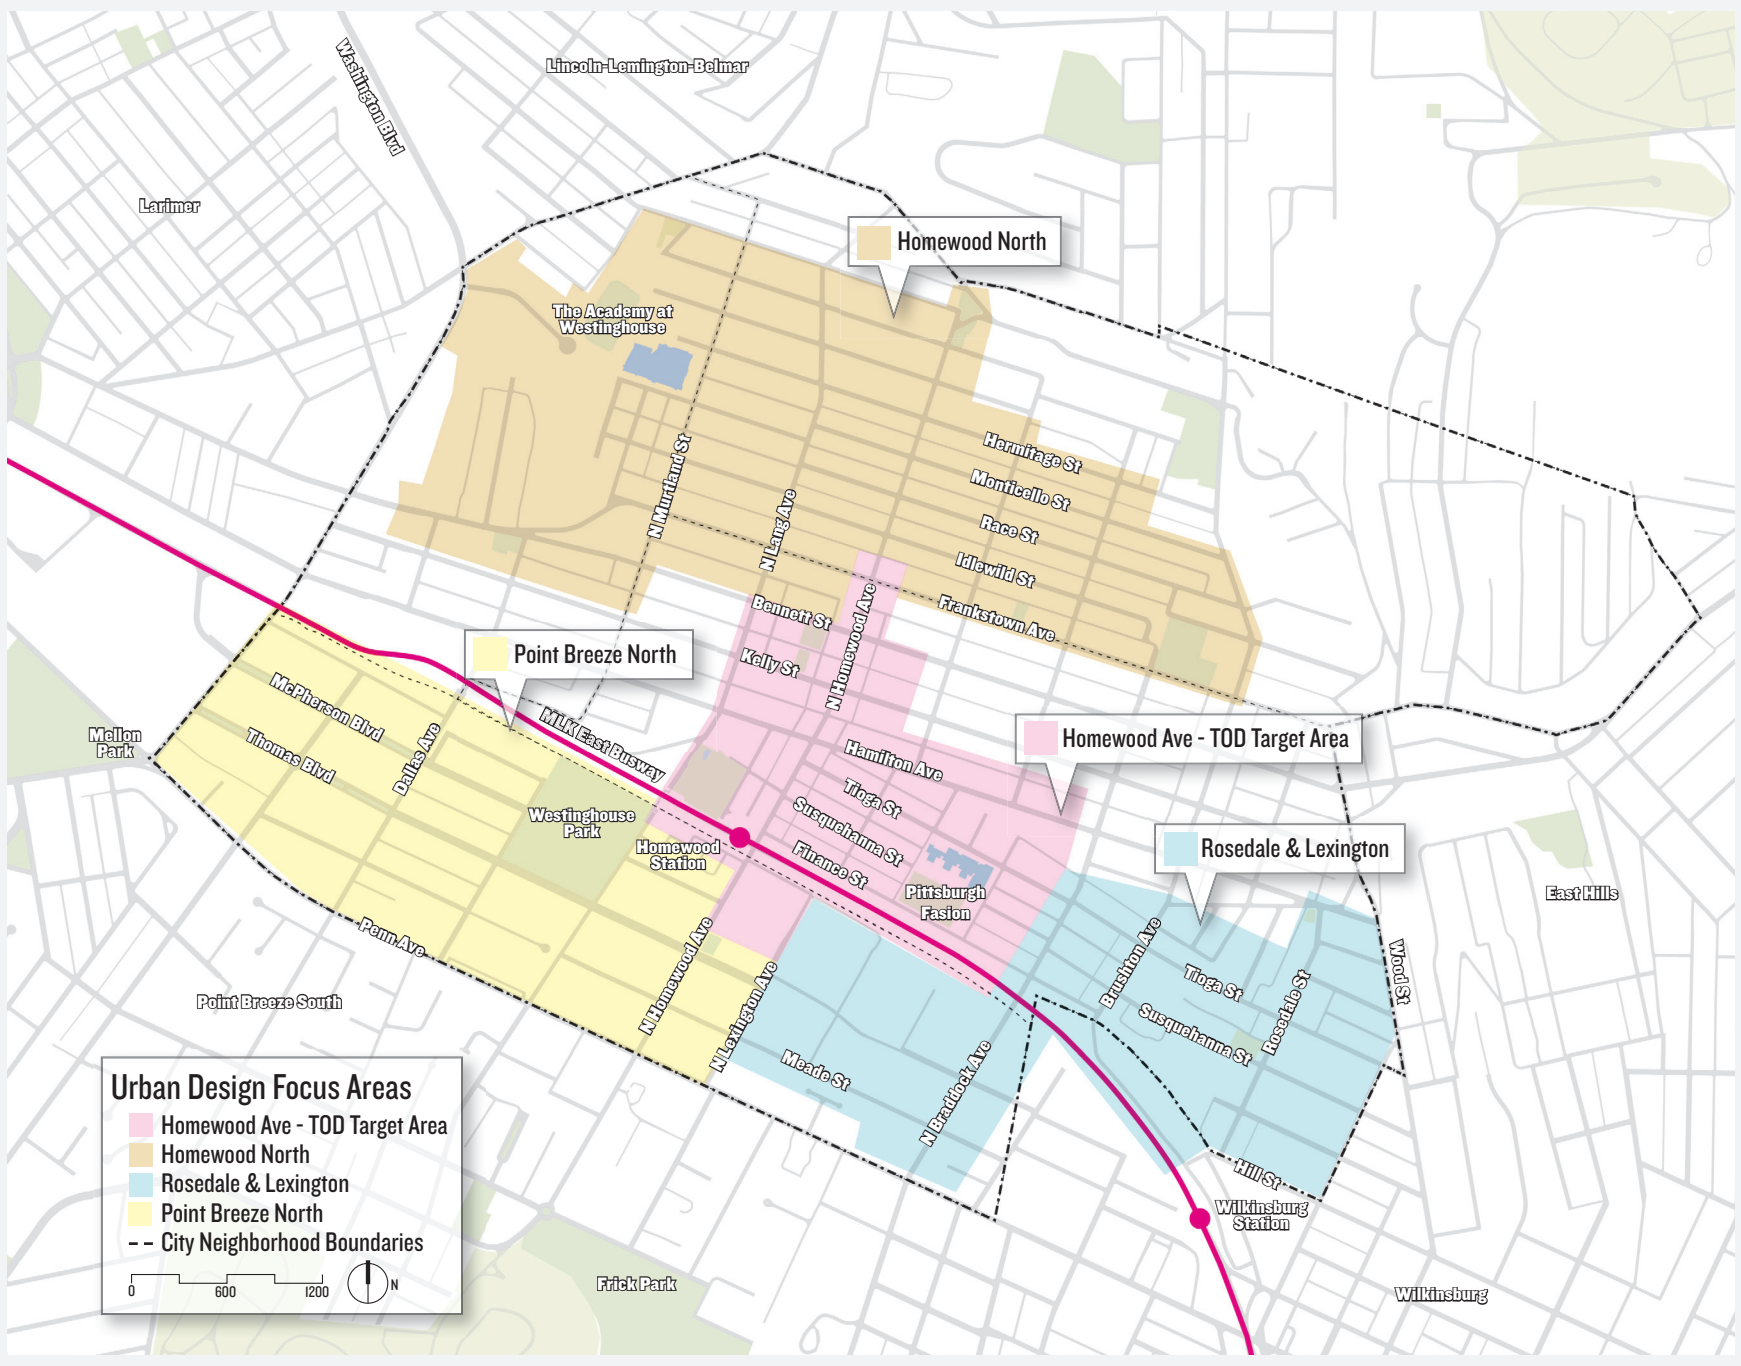 Washington Blvd
Lincoln-Lemington-Belmar
Larimer
Homewood North
The Academy at
Westinghouse
Hermitage St
Monticello St
N Murtland St
N Lang Ave
Race St
Idlewild St
Bennett St
Frankstown Ave
N Homewood Ave
Kelly St
Point Breeze North
McPherson Blvd
Thomas Blvd
Dallas Ave
MLK East Busway
Mellon
Park
Hamilton Ave
Homewood Ave - TOD Target Area
Tioga St
Susquehanna St
Finance St
Westinghouse
Park
Homewood
Station
Rosedale & Lexington
Pittsburgh
Fasion
East Hills
Penn Ave
N Homewood Ave
N Lexington Ave
Brushton Ave
Tioga St
Susquehanna St
Rosedale St
Wood St
Point Breeze South
Meade St
N Braddock Ave
Hill St
Wilkinsburg
Station
Frick Park
Wilkinsburg
Urban Design Focus Areas
Homewood Ave - TOD Target Area
Homewood North
Rosedale & Lexington
Point Breeze North
City Neighborhood Boundaries
0 600 1200 N